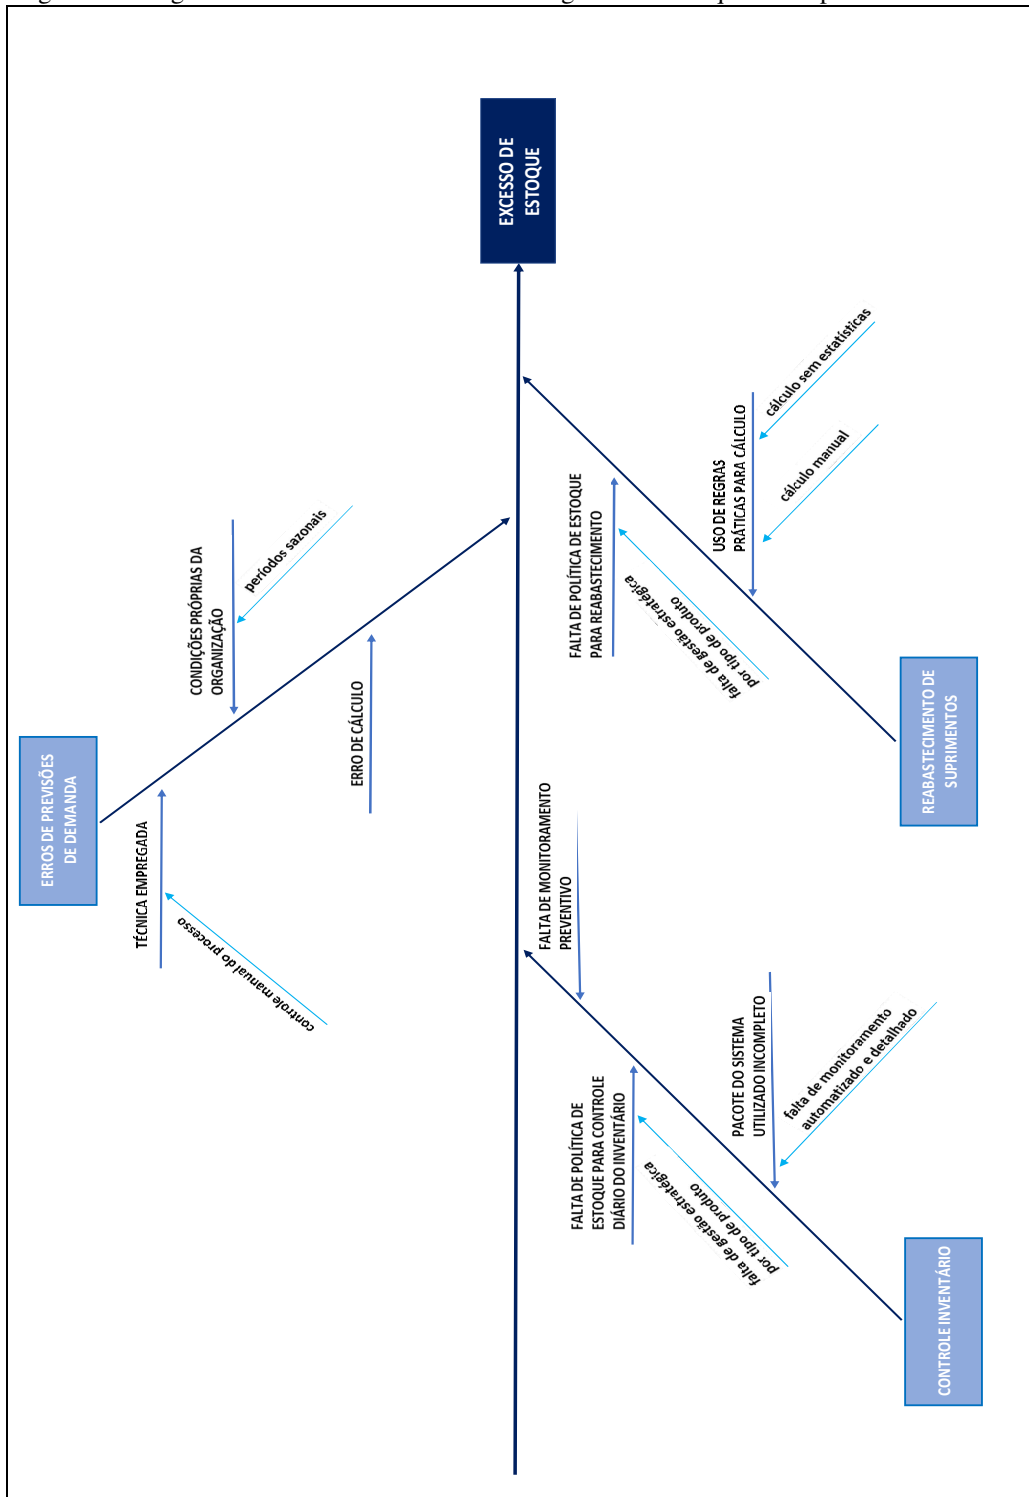 EXCESSO DE
ESTOQUE
ERROS DE PREVISÕES
DE DEMANDA
TÉCNICA EMPREGADA
controle manual do processo
CONDIÇÕES PRÓPRIAS DA
ORGANIZAÇÃO
períodos sazonais
ERRO DE CÁLCULO
CONTROLE INVENTÁRIO
FALTA DE POLÍTICA DE
ESTOQUE PARA CONTROLE
DIÁRIO DO INVENTÁRIO
falta de gestão estratégica
por tipo de produto
FALTA DE MONITORAMENTO
PREVENTIVO
PACOTE DO SISTEMA
UTILIZADO INCOMPLETO
falta de monitoramento
automatizado e detalhado
REABASTECIMENTO DE
SUPRIMENTOS
FALTA DE POLÍTICA DE ESTOQUE
PARA REABASTECIMENTO
falta de gestão estratégica
por tipo de produto
USO DE REGRAS
PRÁTICAS PARA CÁLCULO
cálculo sem estatísticas
cálculo manual